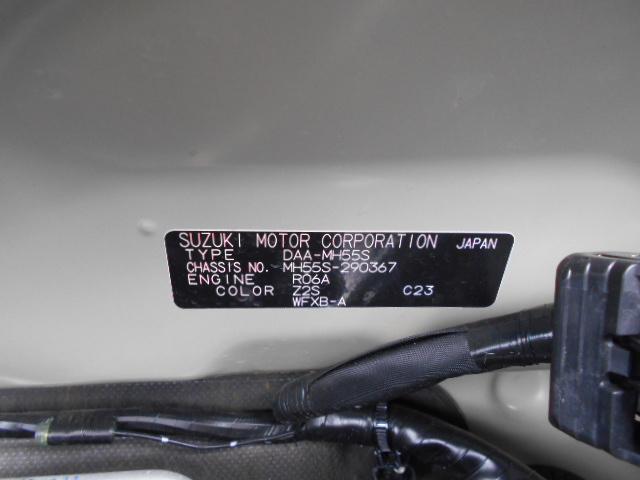 SUZUKI MOTOR CORPORATION JAPAN
TYPE DAA-MH55S
CHASSIS NO. MH55S-290367
ENGINE R06A
COLOR Z2S C23
WFXB-A